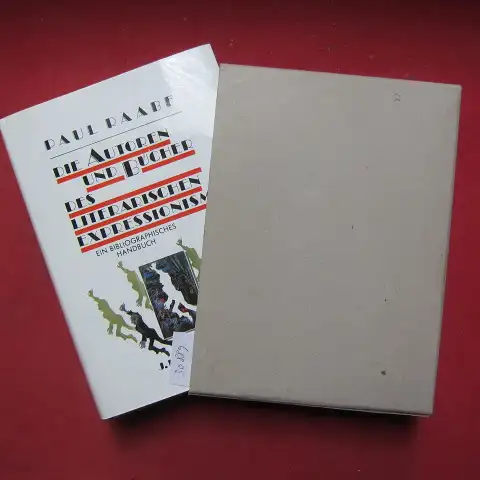 PAUL RAABE
DIE AUTOREN
UND BÜCHER
DES
LITERARISCHEN
EXPRESSIONISM
EIN BIBLIOGRAPHISCHES
HANDBUCH